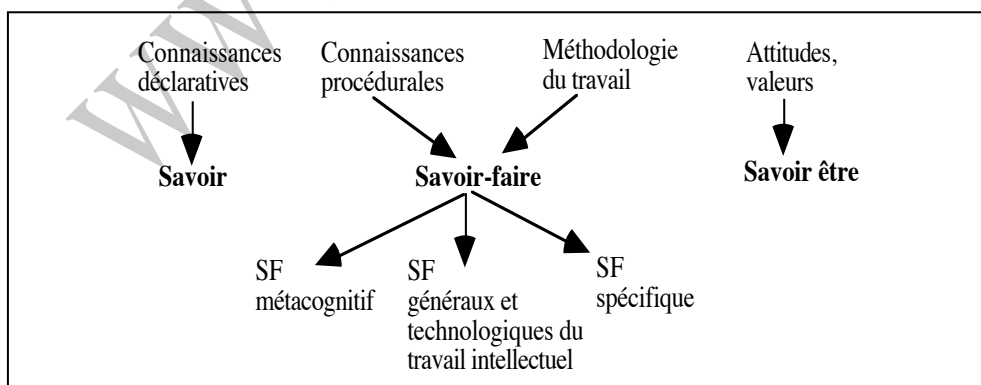 Connaissances
déclaratives
Connaissances
procédurales
Méthodologie
du travail
Attitudes,
valeurs
Savoir
Savoir-faire
Savoir être
SF
métacognitif
SF
généraux et
technologiques du
travail intellectuel
SF
spécifique